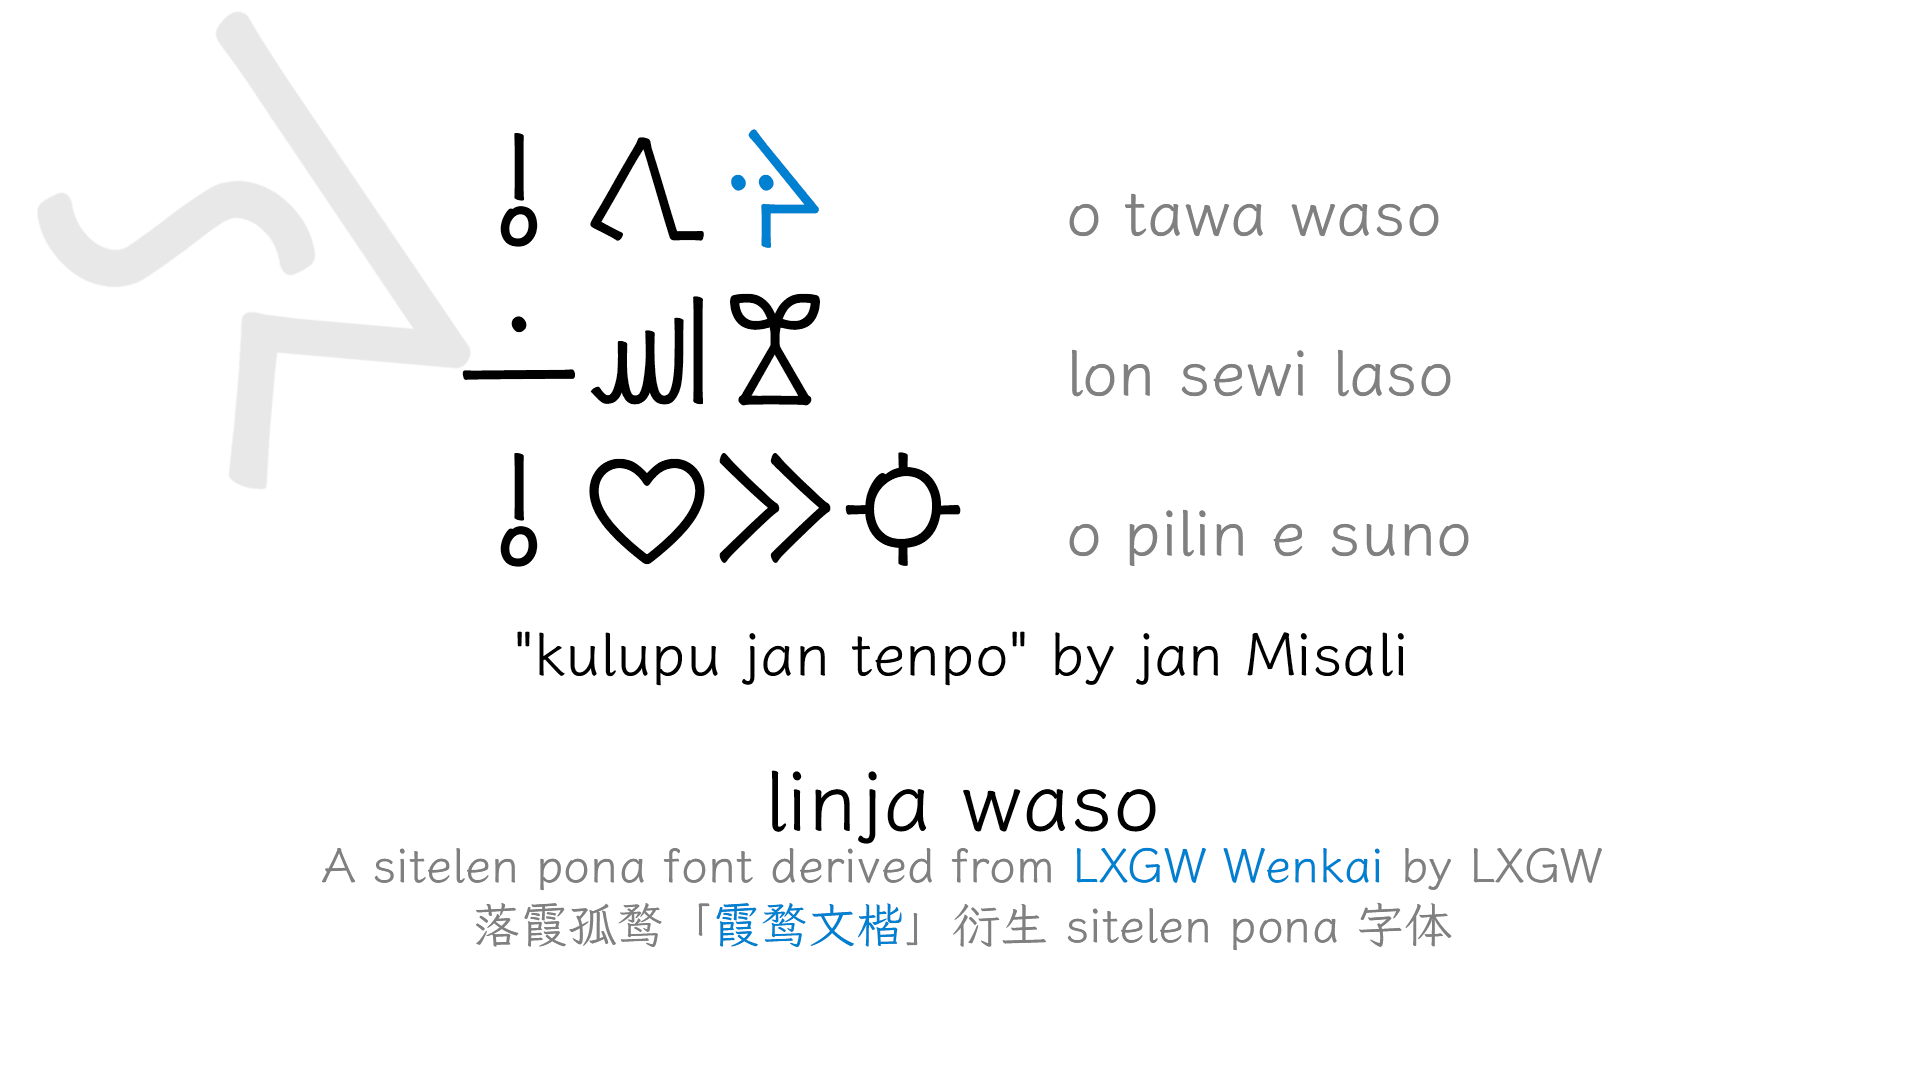 o tawa waso
lon sewi laso
o pilin e suno
"kulupu jan tenpo" by jan Misali
linja waso
A sitelen pona font derived from LXGW Wenkai by LXGW
落霞孤鹜「霞鹜文楷」衍生 sitelen pona 字体